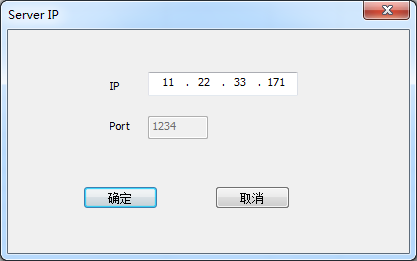 Server IP
IP 11 . 22 . 33 . 171
Port 1234
确定 取消